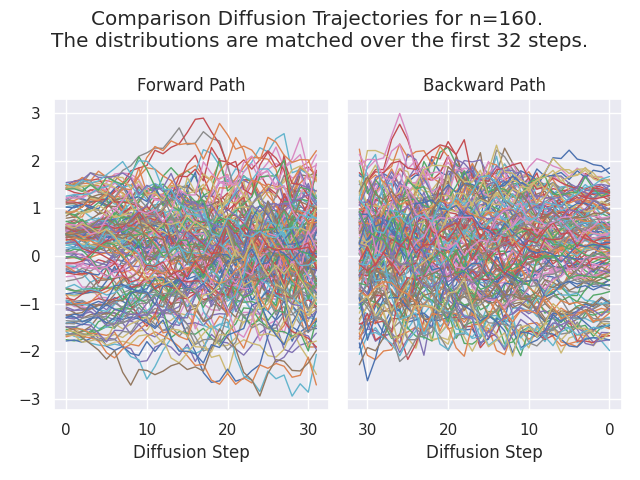 Comparison Diffusion Trajectories for n=160.
The distributions are matched over the first 32 steps.
Forward Path
Backward Path
3
2
1
0
−1
−2
−3
0 10 20 30
30 20 10 0
Diffusion Step
Diffusion Step